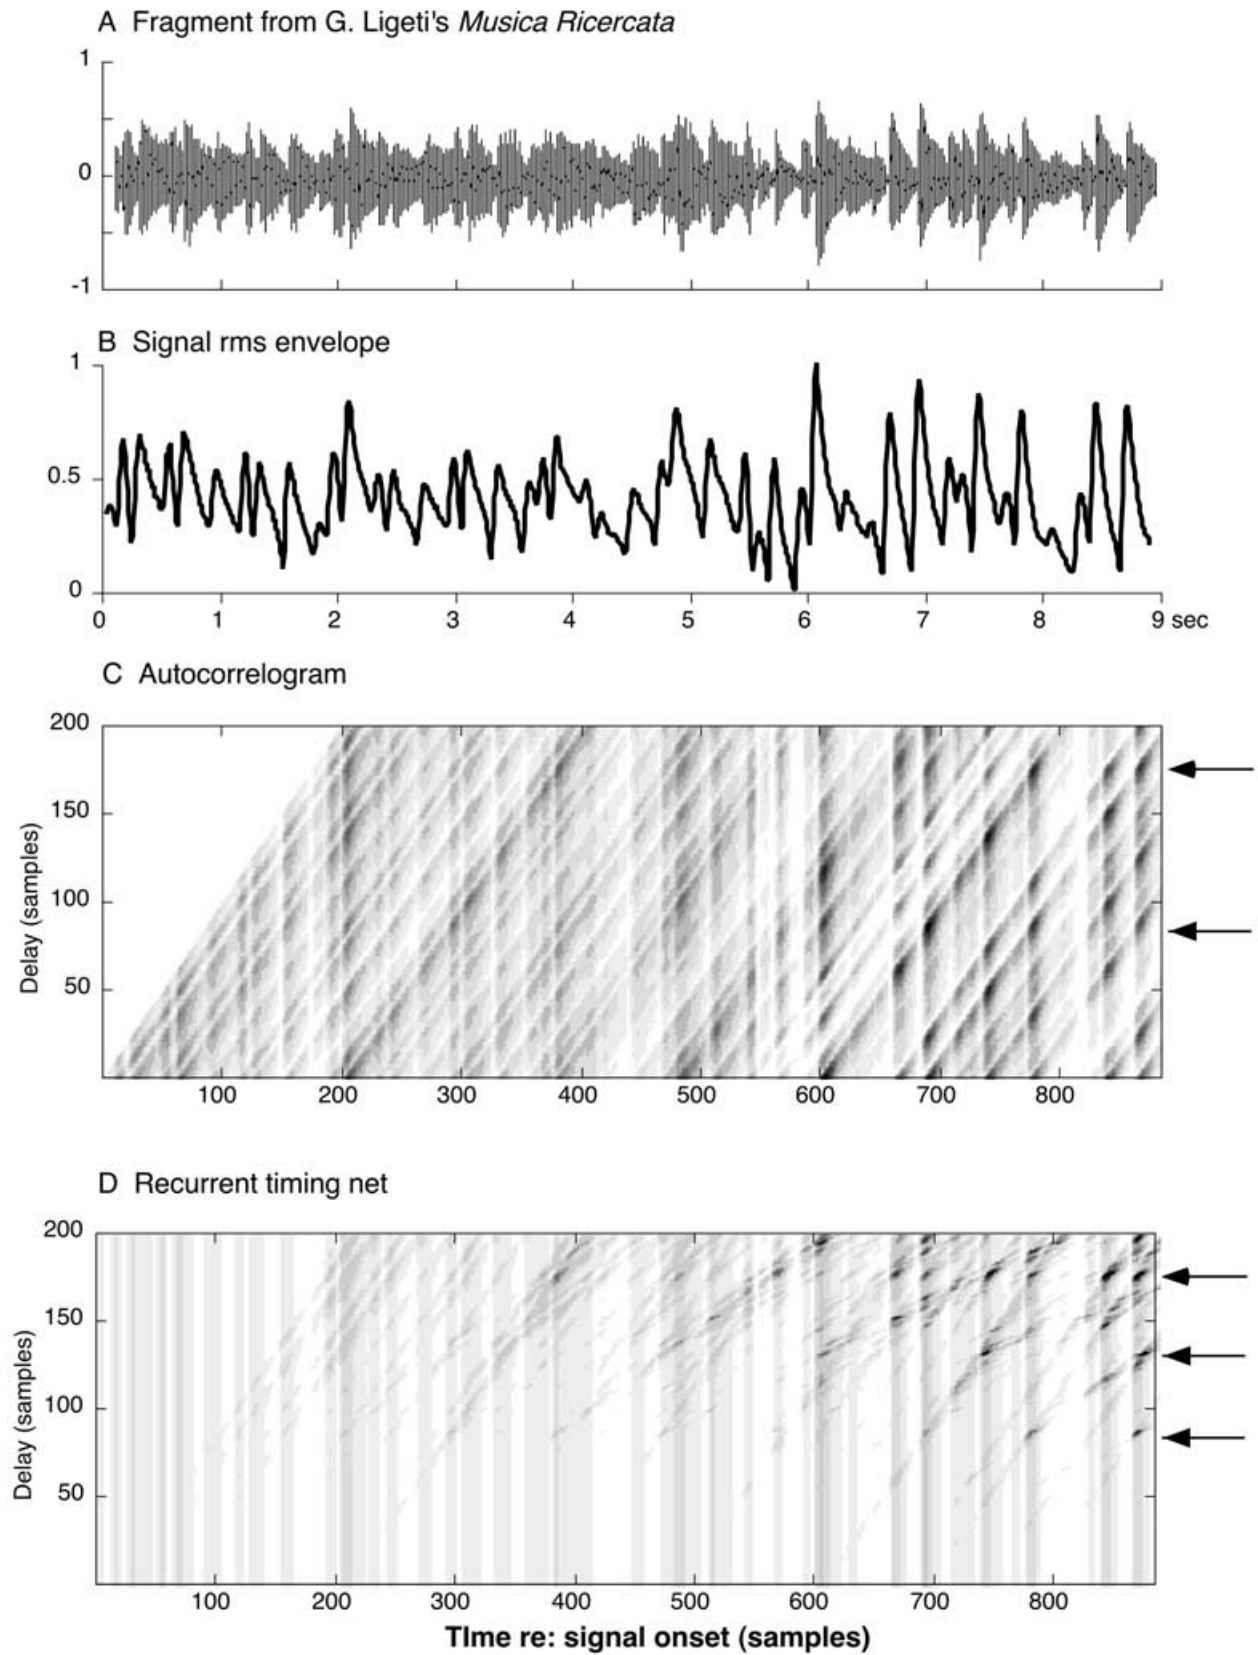 A Fragment from G. Ligeti's Musica Ricercata
1
0
-1
B Signal rms envelope
1
0.5
0
0 1 2 3 4 5 6 7 8 9 sec
C Autocorrelogram
200
150
100
50
Delay (samples)
100 200 300 400 500 600 700 800
D Recurrent timing net
200
150
100
50
Delay (samples)
100 200 300 400 500 600 700 800
TIme re: signal onset (samples)